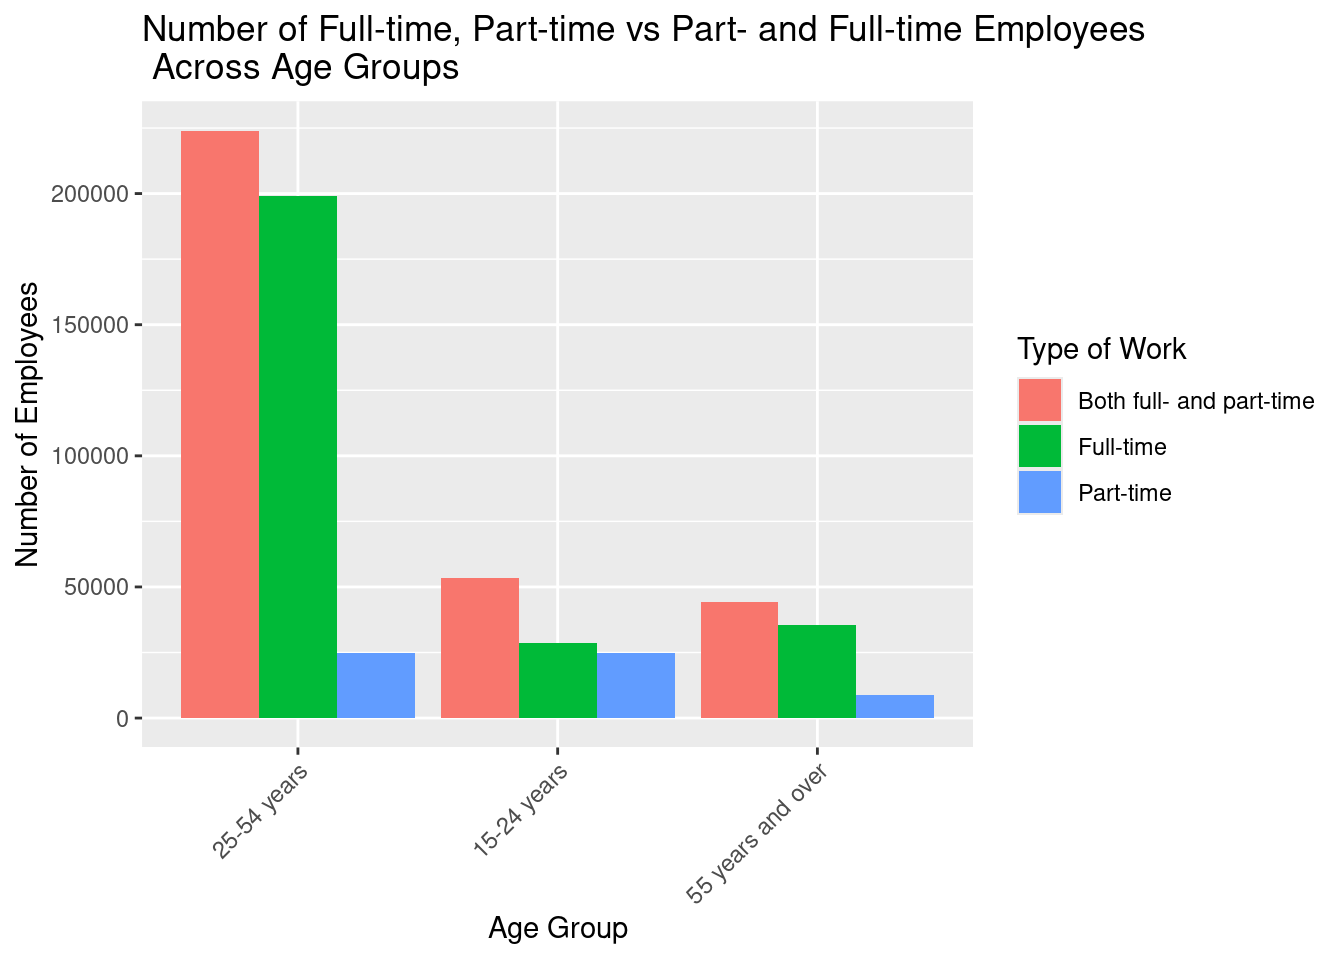 Number of Full-time, Part-time vs Part- and Full-time Employees
Across Age Groups
Number of Employees
200000
150000
100000
50000
0
25-54 years
15-24 years
55 years and over
Age Group
Type of Work
Both full- and part-time
Full-time
Part-time